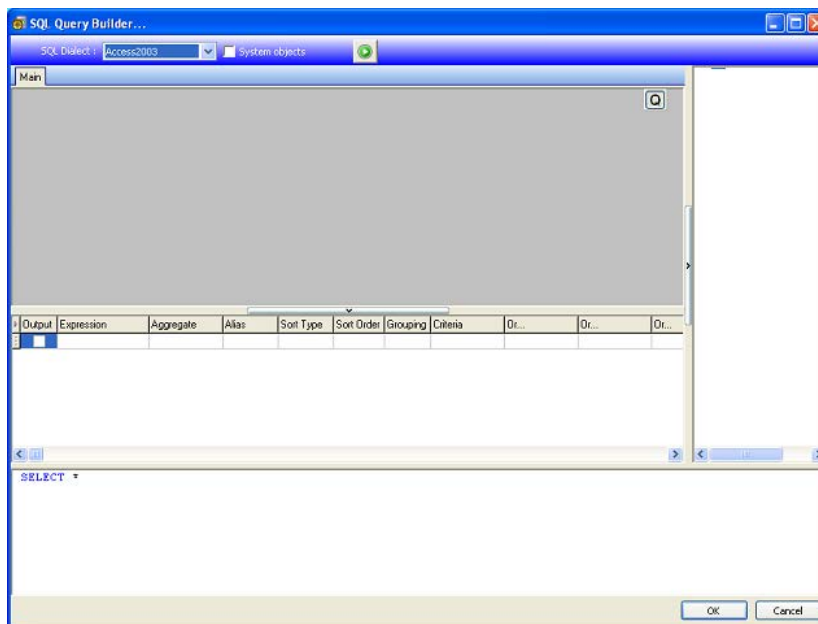 SQL Query Builder...
SQL Dialect : Access2003 System objects
Main
Q
Output Expression Aggregate Alias Sort Type Sort Order Grouping Criteria Or... Or... Or...
SELECT *
OK Cancel